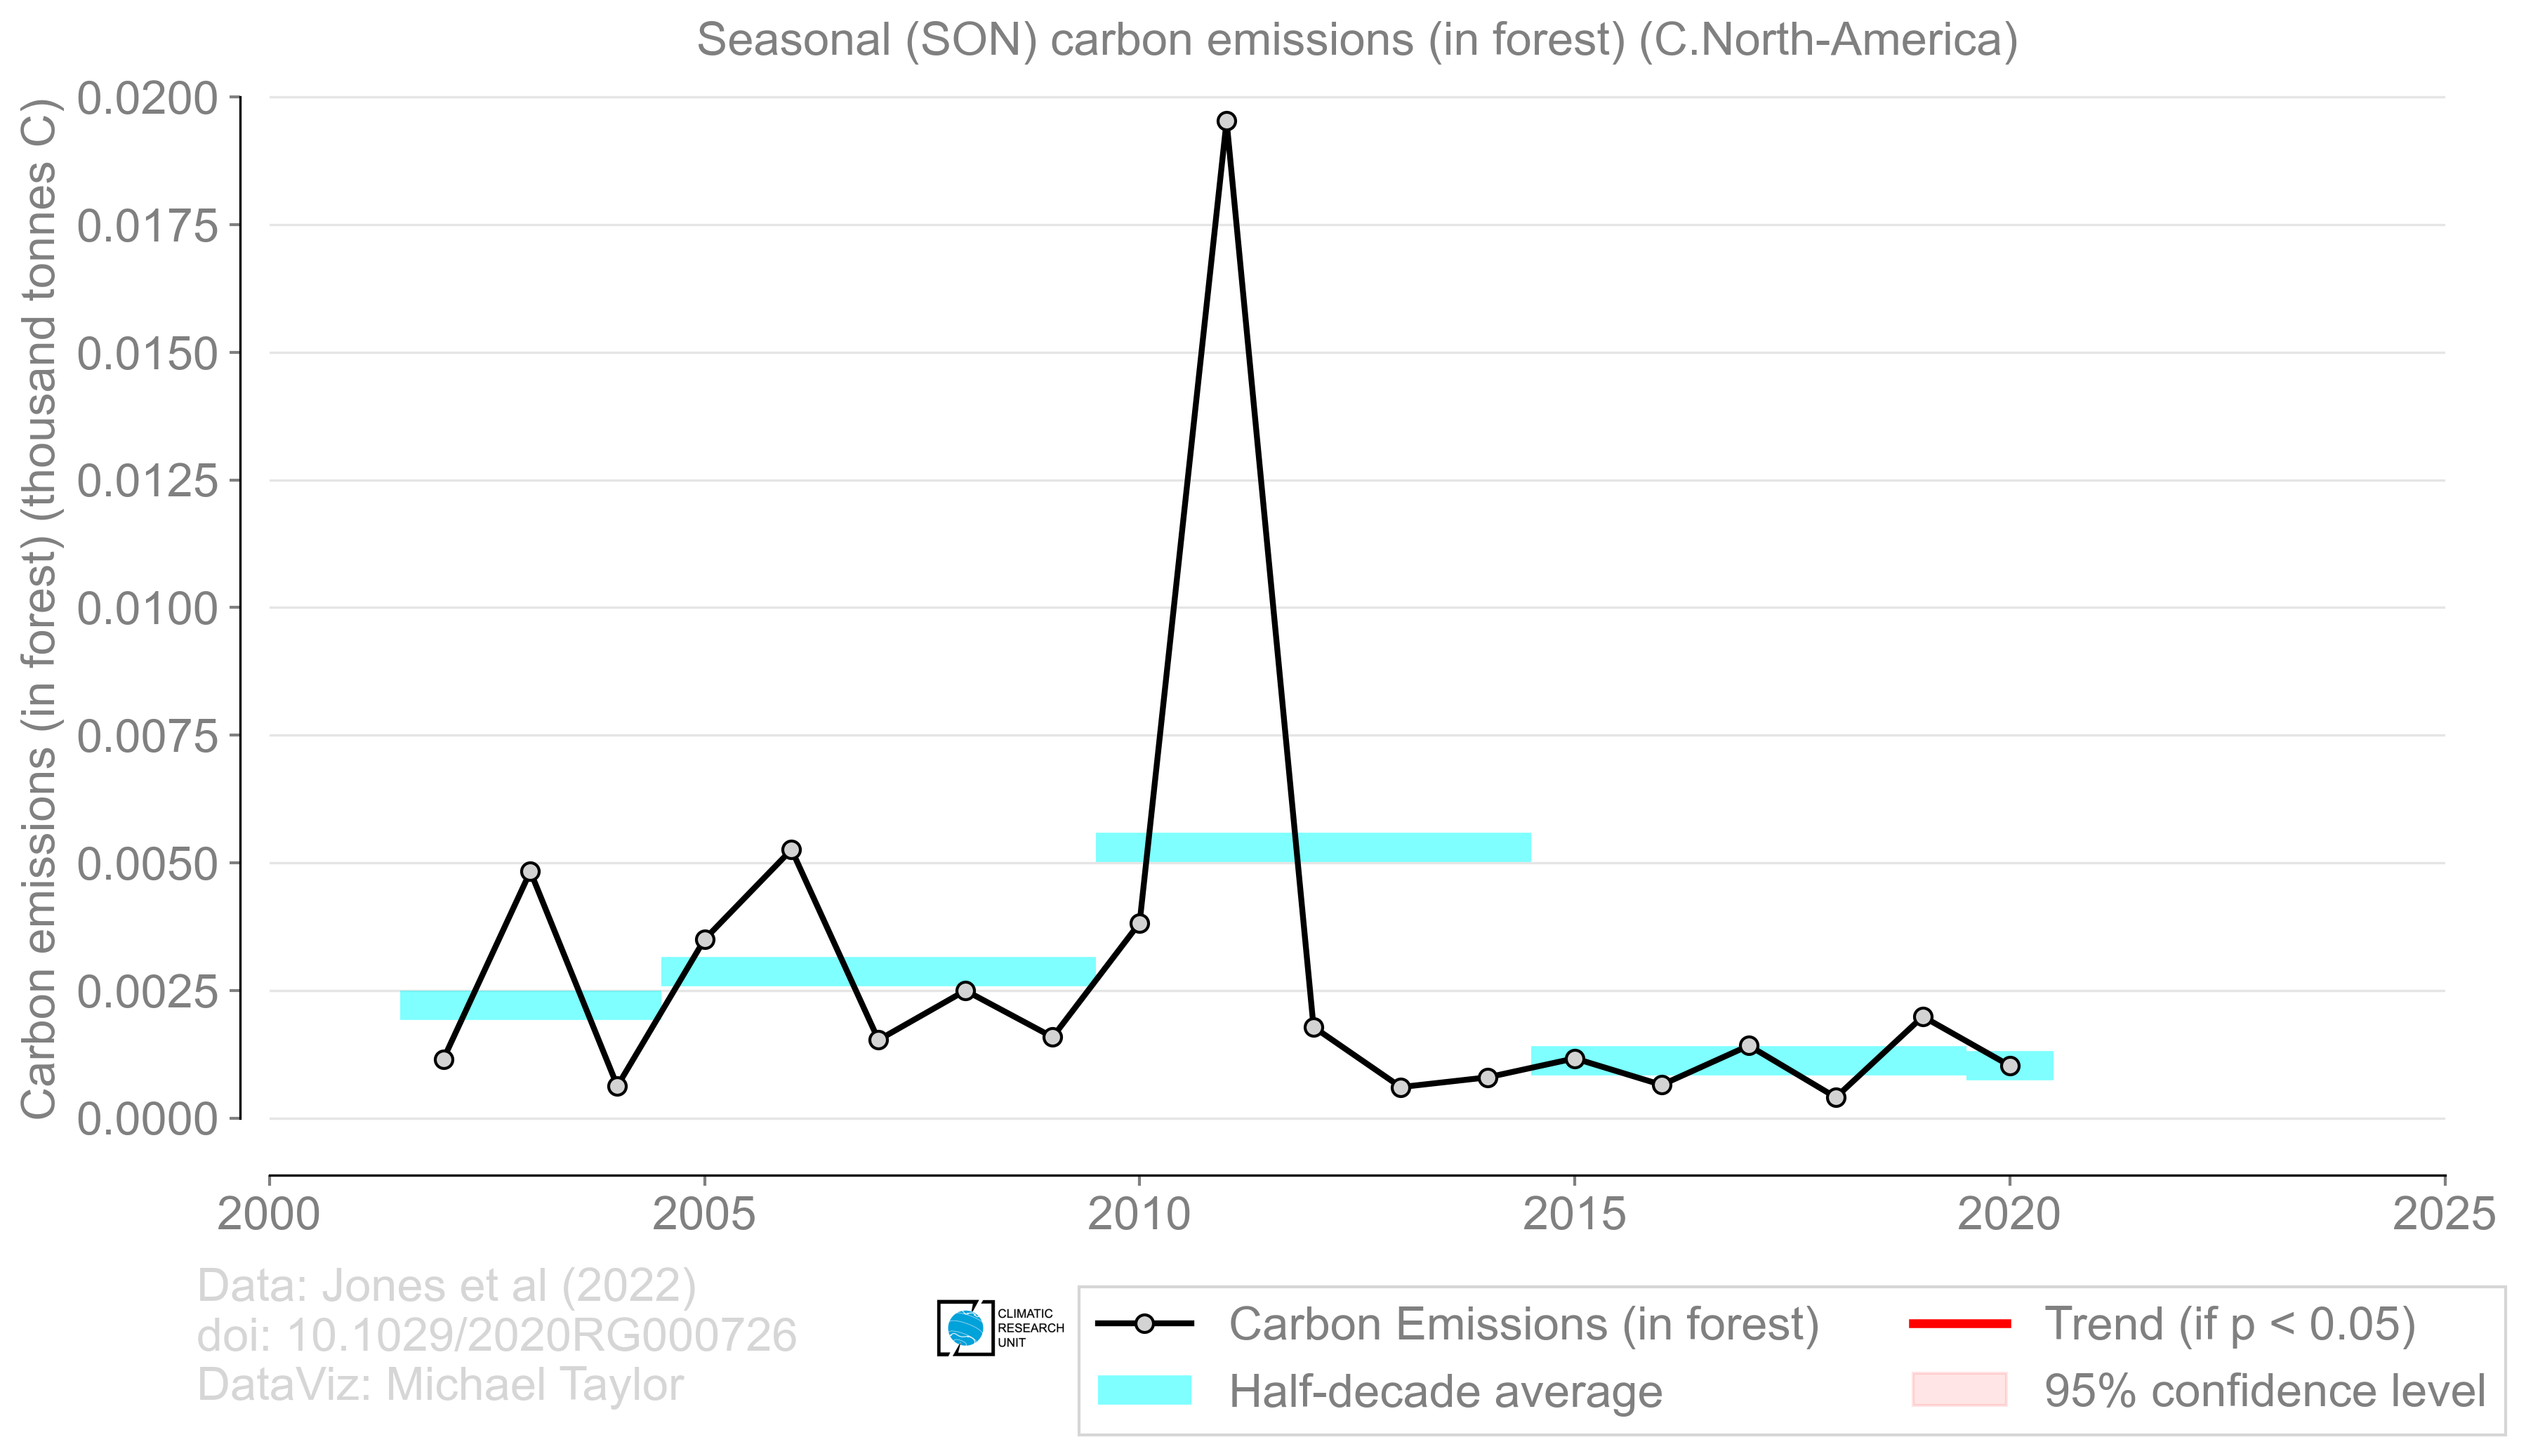 Seasonal (SON) carbon emissions (in forest) (C.North-America)
Carbon emissions (in forest) (thousand tonnes C)
0.0200
0.0175
0.0150
0.0125
0.0100
0.0075
0.0050
0.0025
0.0000
2000 2005 2010 2015 2020 2025
Data: Jones et al (2022)
doi: 10.1029/2020RG000726
DataViz: Michael Taylor
CLIMATIC
RESEARCH
UNIT
Carbon Emissions (in forest)
Half-decade average
Trend (if p < 0.05)
95% confidence level